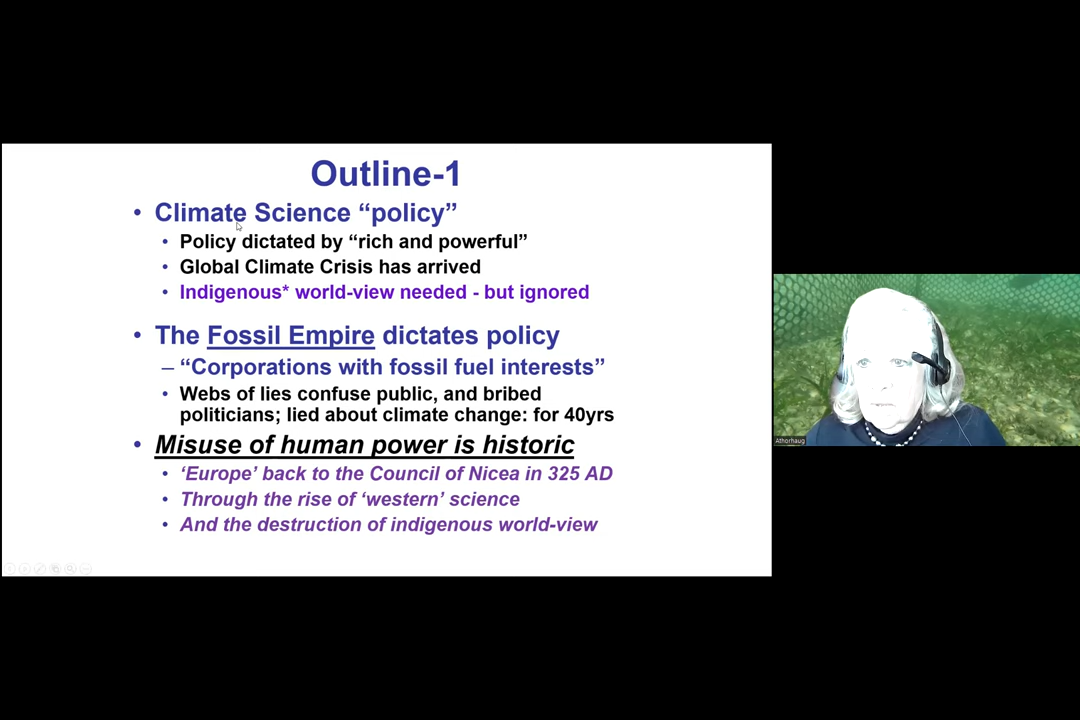 Outline-1
• Climate Science “policy”
• Policy dictated by “rich and powerful”
• Global Climate Crisis has arrived
• Indigenous* world-view needed - but ignored
• The Fossil Empire dictates policy
– “Corporations with fossil fuel interests”
• Webs of lies confuse public, and bribed
politicians; lied about climate change: for 40yrs
• Misuse of human power is historic
• ‘Europe’ back to the Council of Nicea in 325 AD
• Through the rise of ‘western’ science
• And the destruction of indigenous world-view
Athorhaug